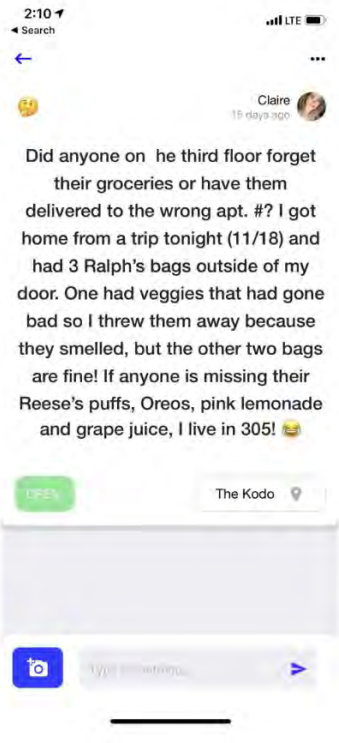 2:10
LTE
◄ Search
Claire
15 days ago
Did anyone on  he third floor forget
their groceries or have them
delivered to the wrong apt. #? I got
home from a trip tonight (11/18) and
had 3 Ralph's bags outside of my
door. One had veggies that had gone
bad so I threw them away because
they smelled, but the other two bags
are fine! If anyone is missing their
Reese's puffs, Oreos, pink lemonade
and grape juice, I live in 305! 😂
OPEN
The Kodo